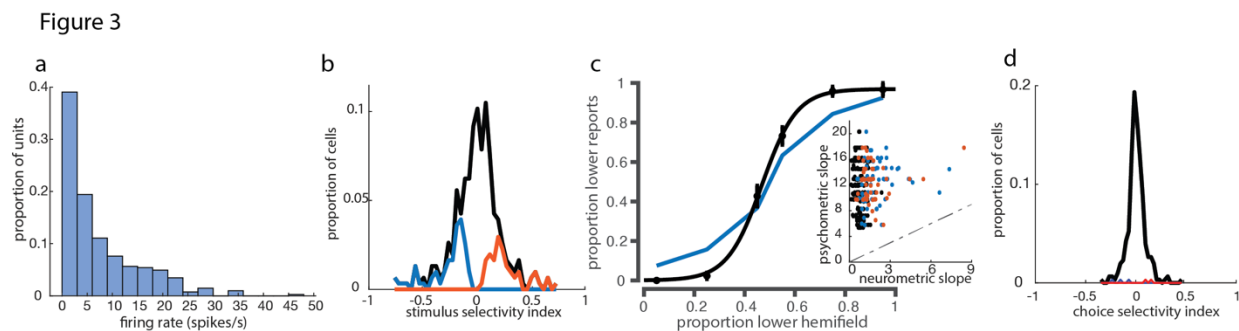 Figure 3
a
0.4
0.3
0.2
0.1
0
proportion of units
0 5 10 15 20 25 30 35 40 45 50
firing rate (spikes/s)
b
0.1
0.05
0
proportion of cells
-1 -0.5 0 0.5 1
stimulus selectivity index
c
1
0.8
0.6
0.4
0.2
0
proportion lower reports
0 0.2 0.4 0.6 0.8 1
proportion lower hemifield
20
16
12
8
4
0
psychometric slope
0 3 6 9
neurometric slope
d
0.2
0.1
0
proportion of cells
-1 -0.5 0 0.5 1
choice selectivity index